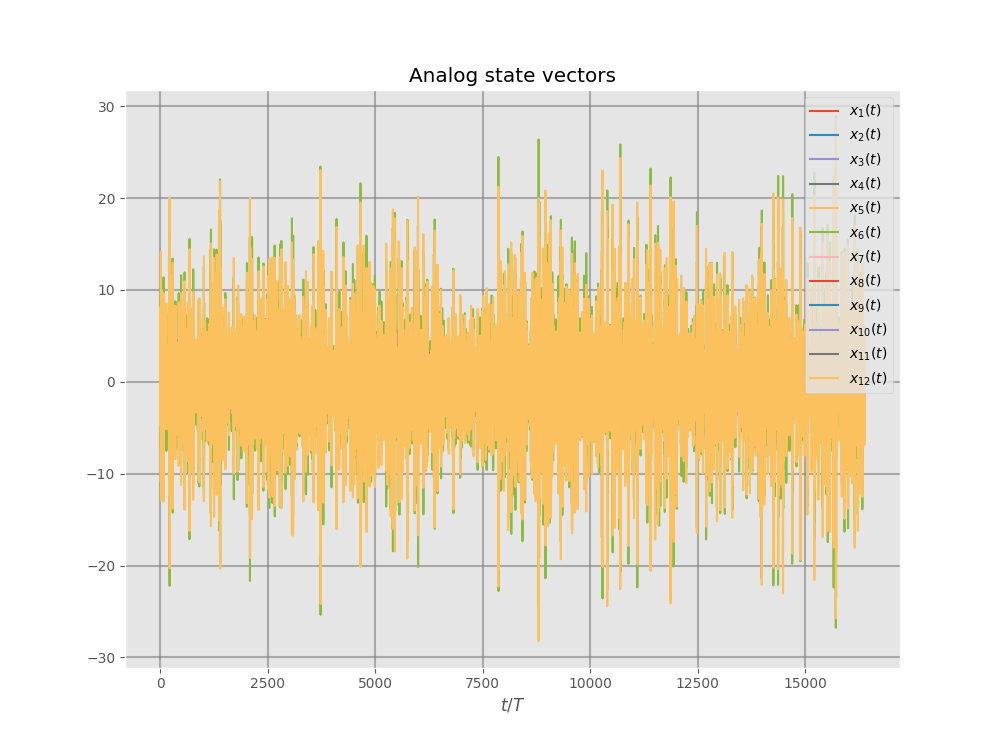 Analog state vectors
30
20
10
0
−10
−20
−30
0
2500
5000
7500
10000
12500
15000
t/T
x₁(t)
x₂(t)
x₃(t)
x₄(t)
x₅(t)
x₆(t)
x₇(t)
x₈(t)
x₉(t)
x₁₀(t)
x₁₁(t)
x₁₂(t)